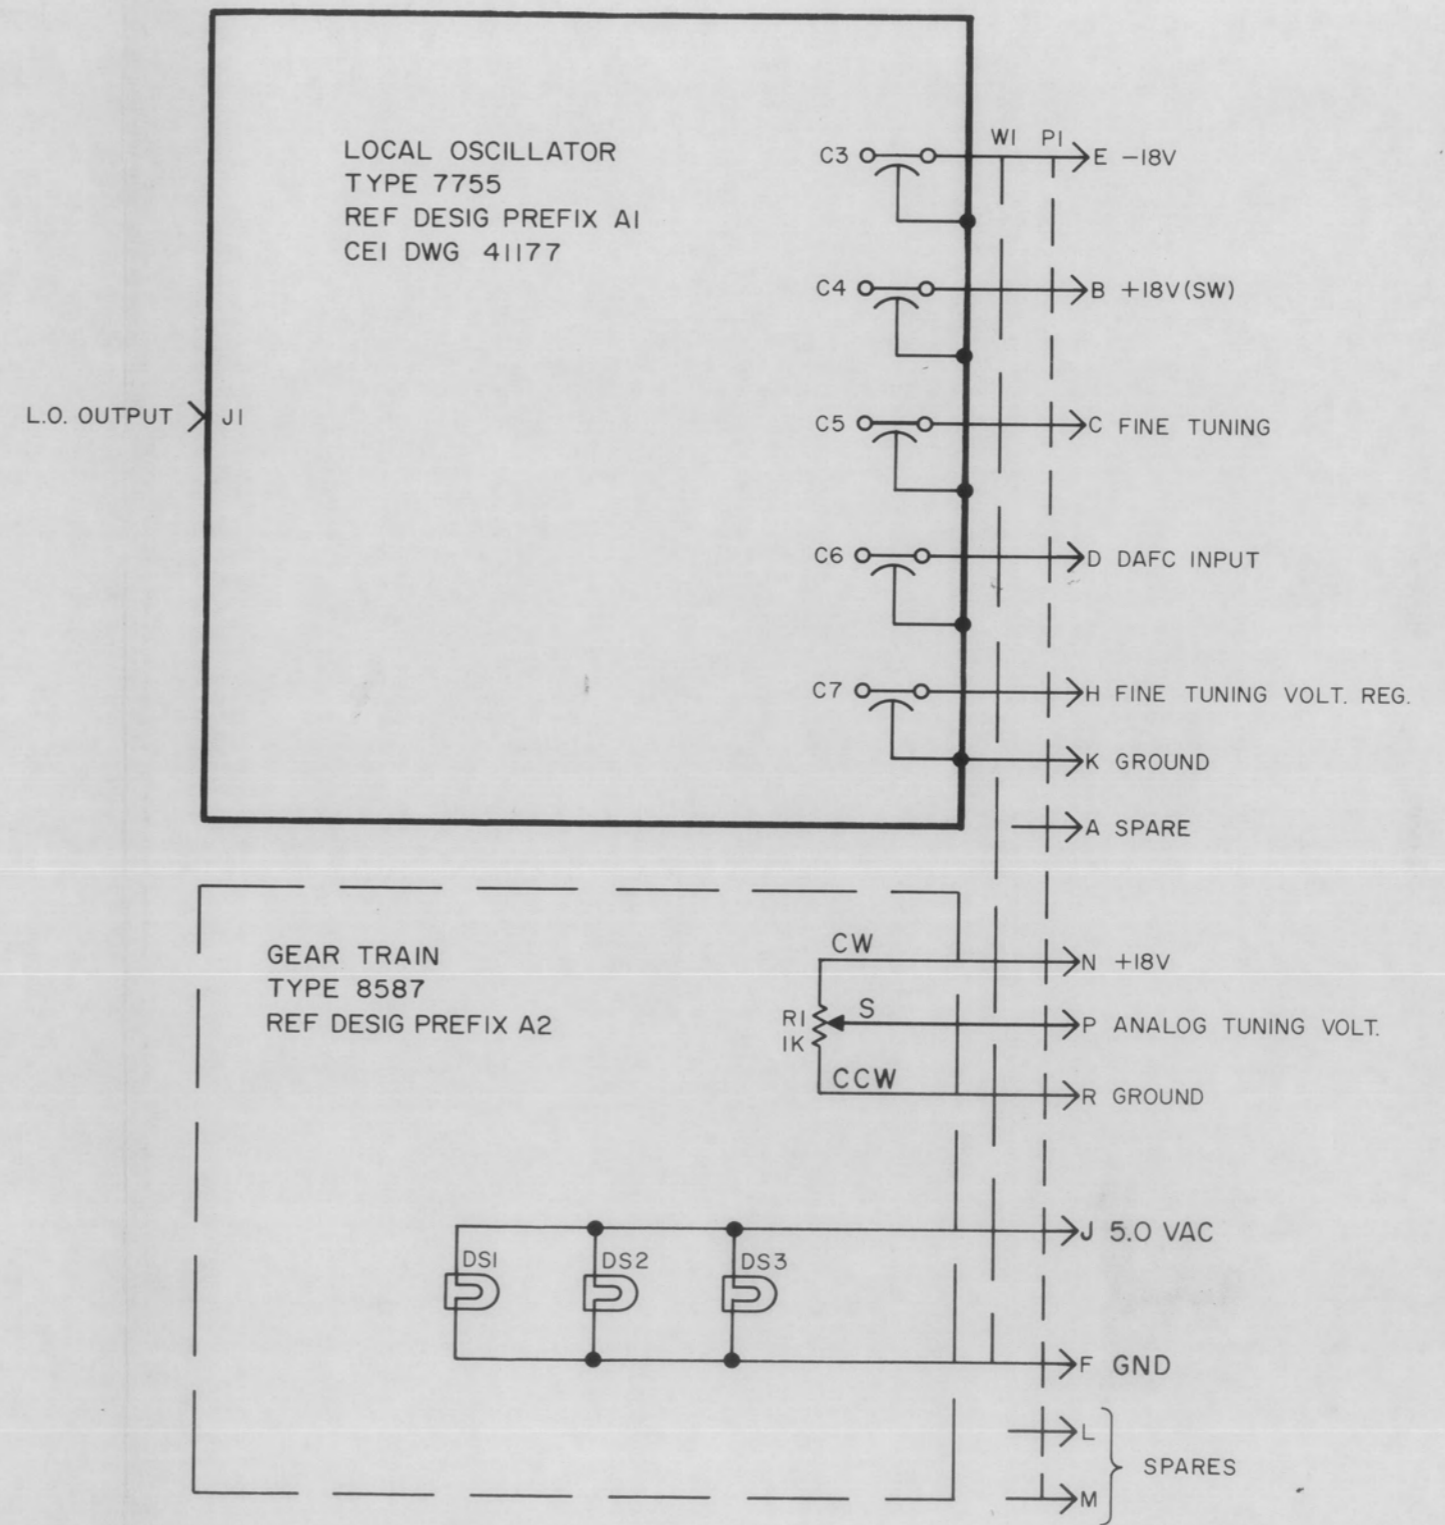 LOCAL OSCILLATOR
TYPE 7755
REF DESIG PREFIX A1
CEI DWG 41177
W1 P1
C3 E -18V
C4 B +18V(SW)
L.O. OUTPUT J1
C5 C FINE TUNING
C6 D DAFC INPUT
C7 H FINE TUNING VOLT. REG.
K GROUND
A SPARE
GEAR TRAIN
TYPE 8587
REF DESIG PREFIX A2
CW
N +18V
R1
1K
S
P ANALOG TUNING VOLT.
CCW
R GROUND
J 5.0 VAC
DS1 DS2 DS3
F GND
L
SPARES
M